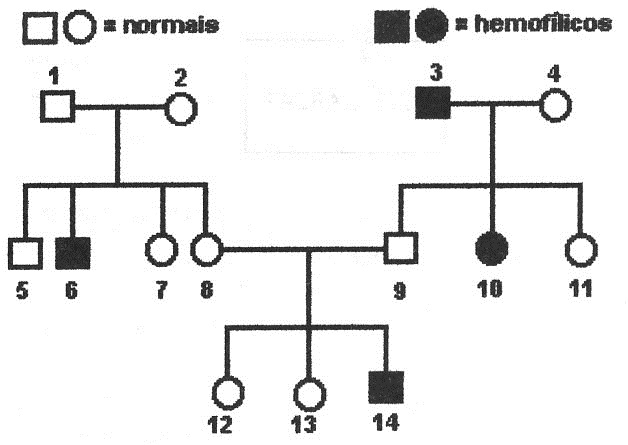 = normais
= hemofílicos
1 2 3 4
5 6 7 8 9 10 11
12 13 14